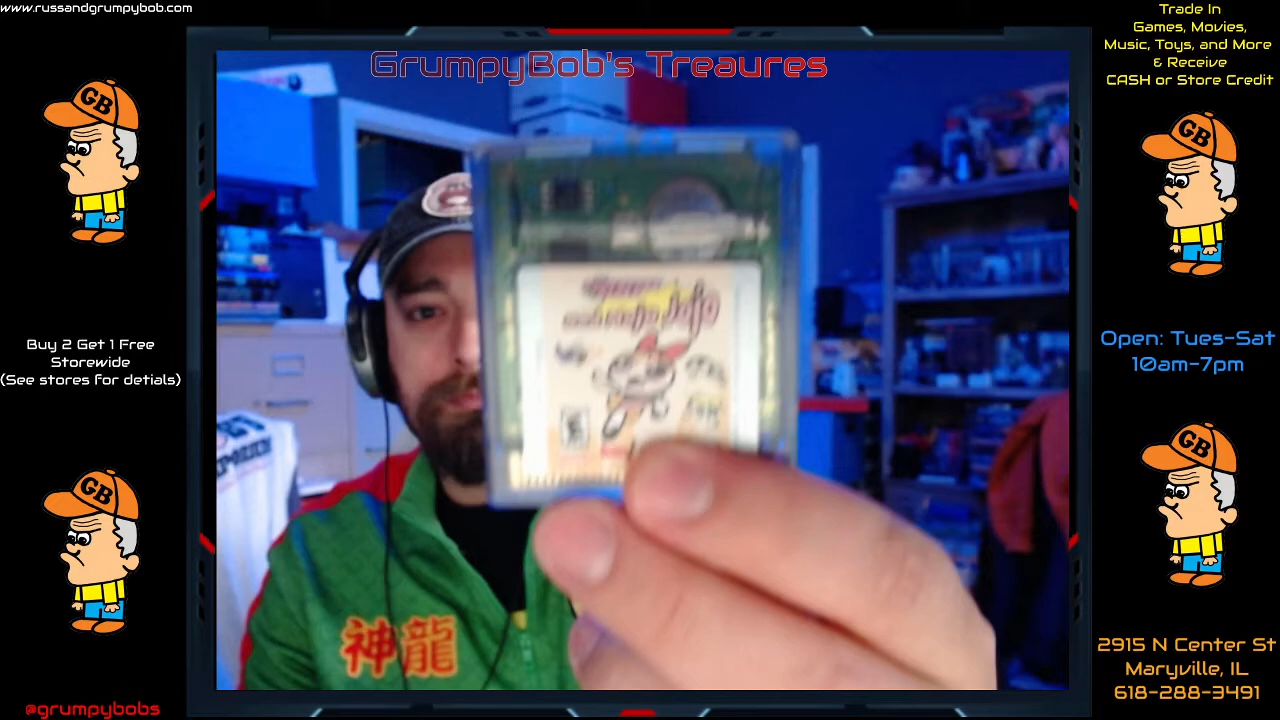 www.russandgrumpybob.com
GrumpyBob's Treaures
Trade In
Games, Movies,
Music, Toys, and More
& Receive
CASH or Store Credit
GB
GB
Buy 2 Get 1 Free
Storewide
(See stores for detials)
Open: Tues-Sat
10am-7pm
GB
GB
神龍
2915 N Center St
Maryville, IL
618-288-3491
@grumpybobs